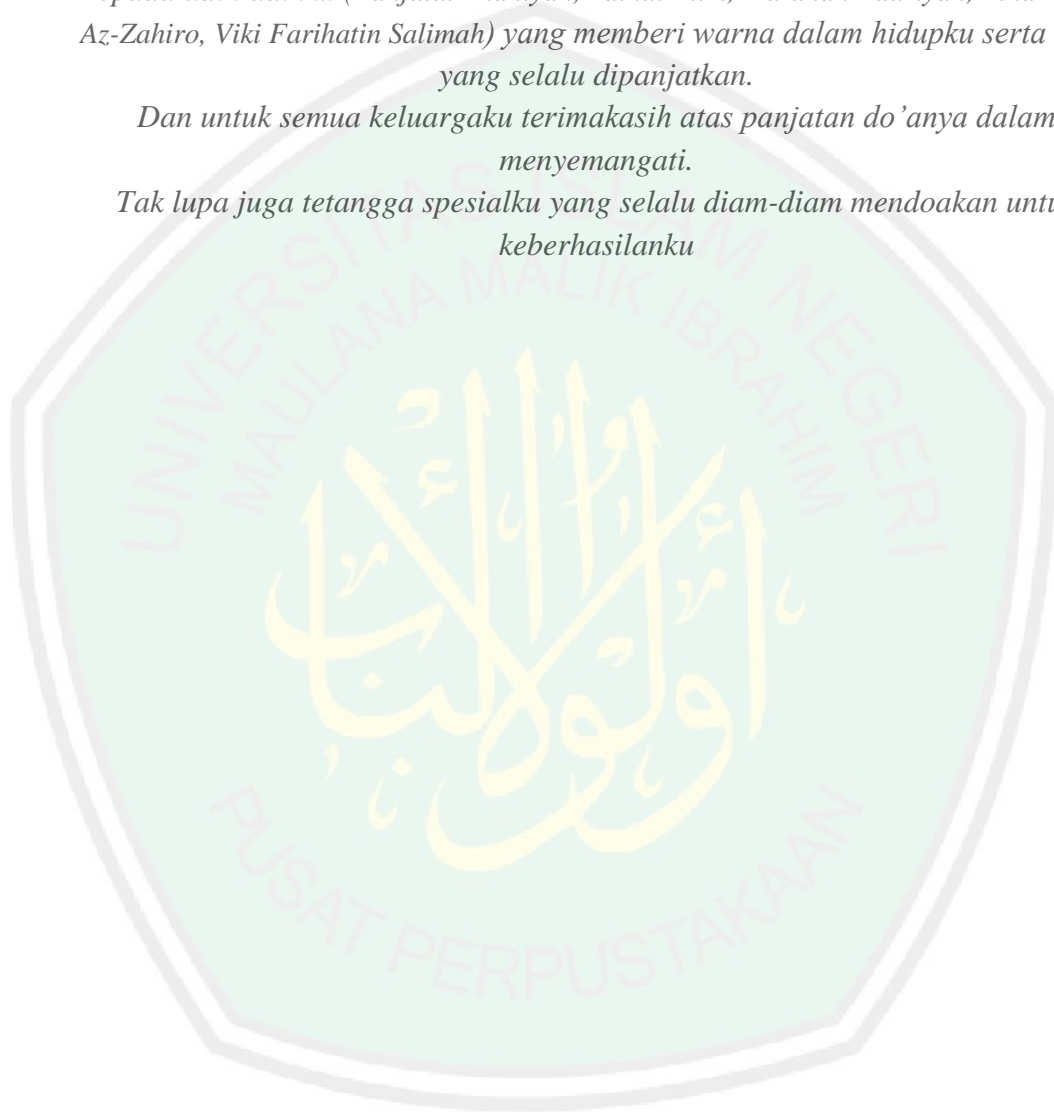 Az-Zahiro, Viki Farihatin Salimah) yang memberi warna dalam hidupku serta
yang selalu dipanjatkan.
Dan untuk semua keluargaku terimakasih atas panjatan do’anya dalam
menyemangati.
Tak lupa juga tetangga spesialku yang selalu diam-diam mendoakan untu
keberhasilanku
UNIVERSITAS ISLAM NEGERI
MAULANA MALIK IBRAHIM
أولو الألباب
PUSAT PERPUSTAKAAN